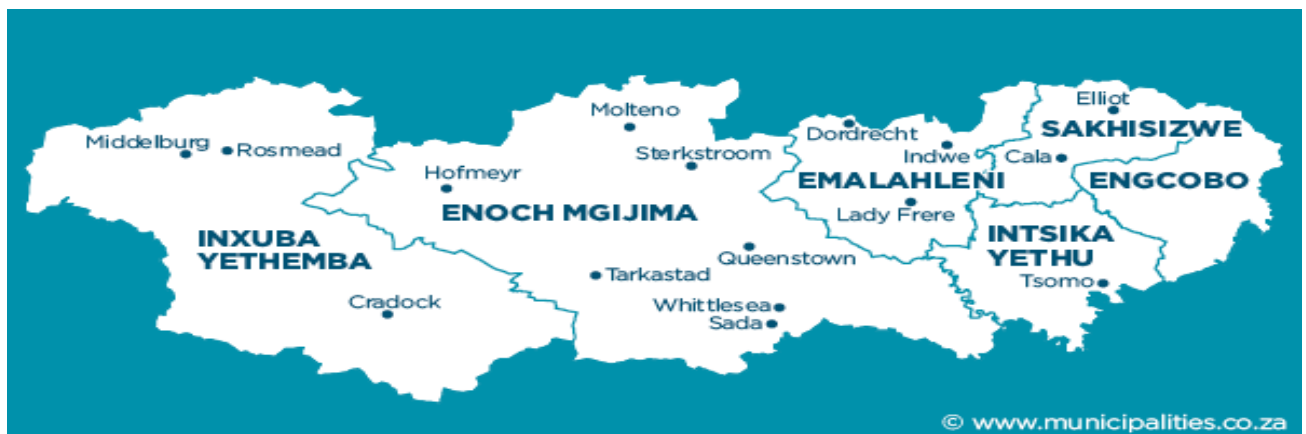 Middelburg
Rosmead
INXUBA
YETHEMBA
Cradock
Molteno
Sterkstroom
Hofmeyr
ENOCH MGIJIMA
Queenstown
Tarkastad
Whittlesea
Sada
Dordrecht
Indwe
EMALAHLENI
Lady Frere
Elliot
SAKHISIZWE
Cala
ENGCOBO
INTSIKA
YETHU
Tsomo
© www.municipalities.co.za